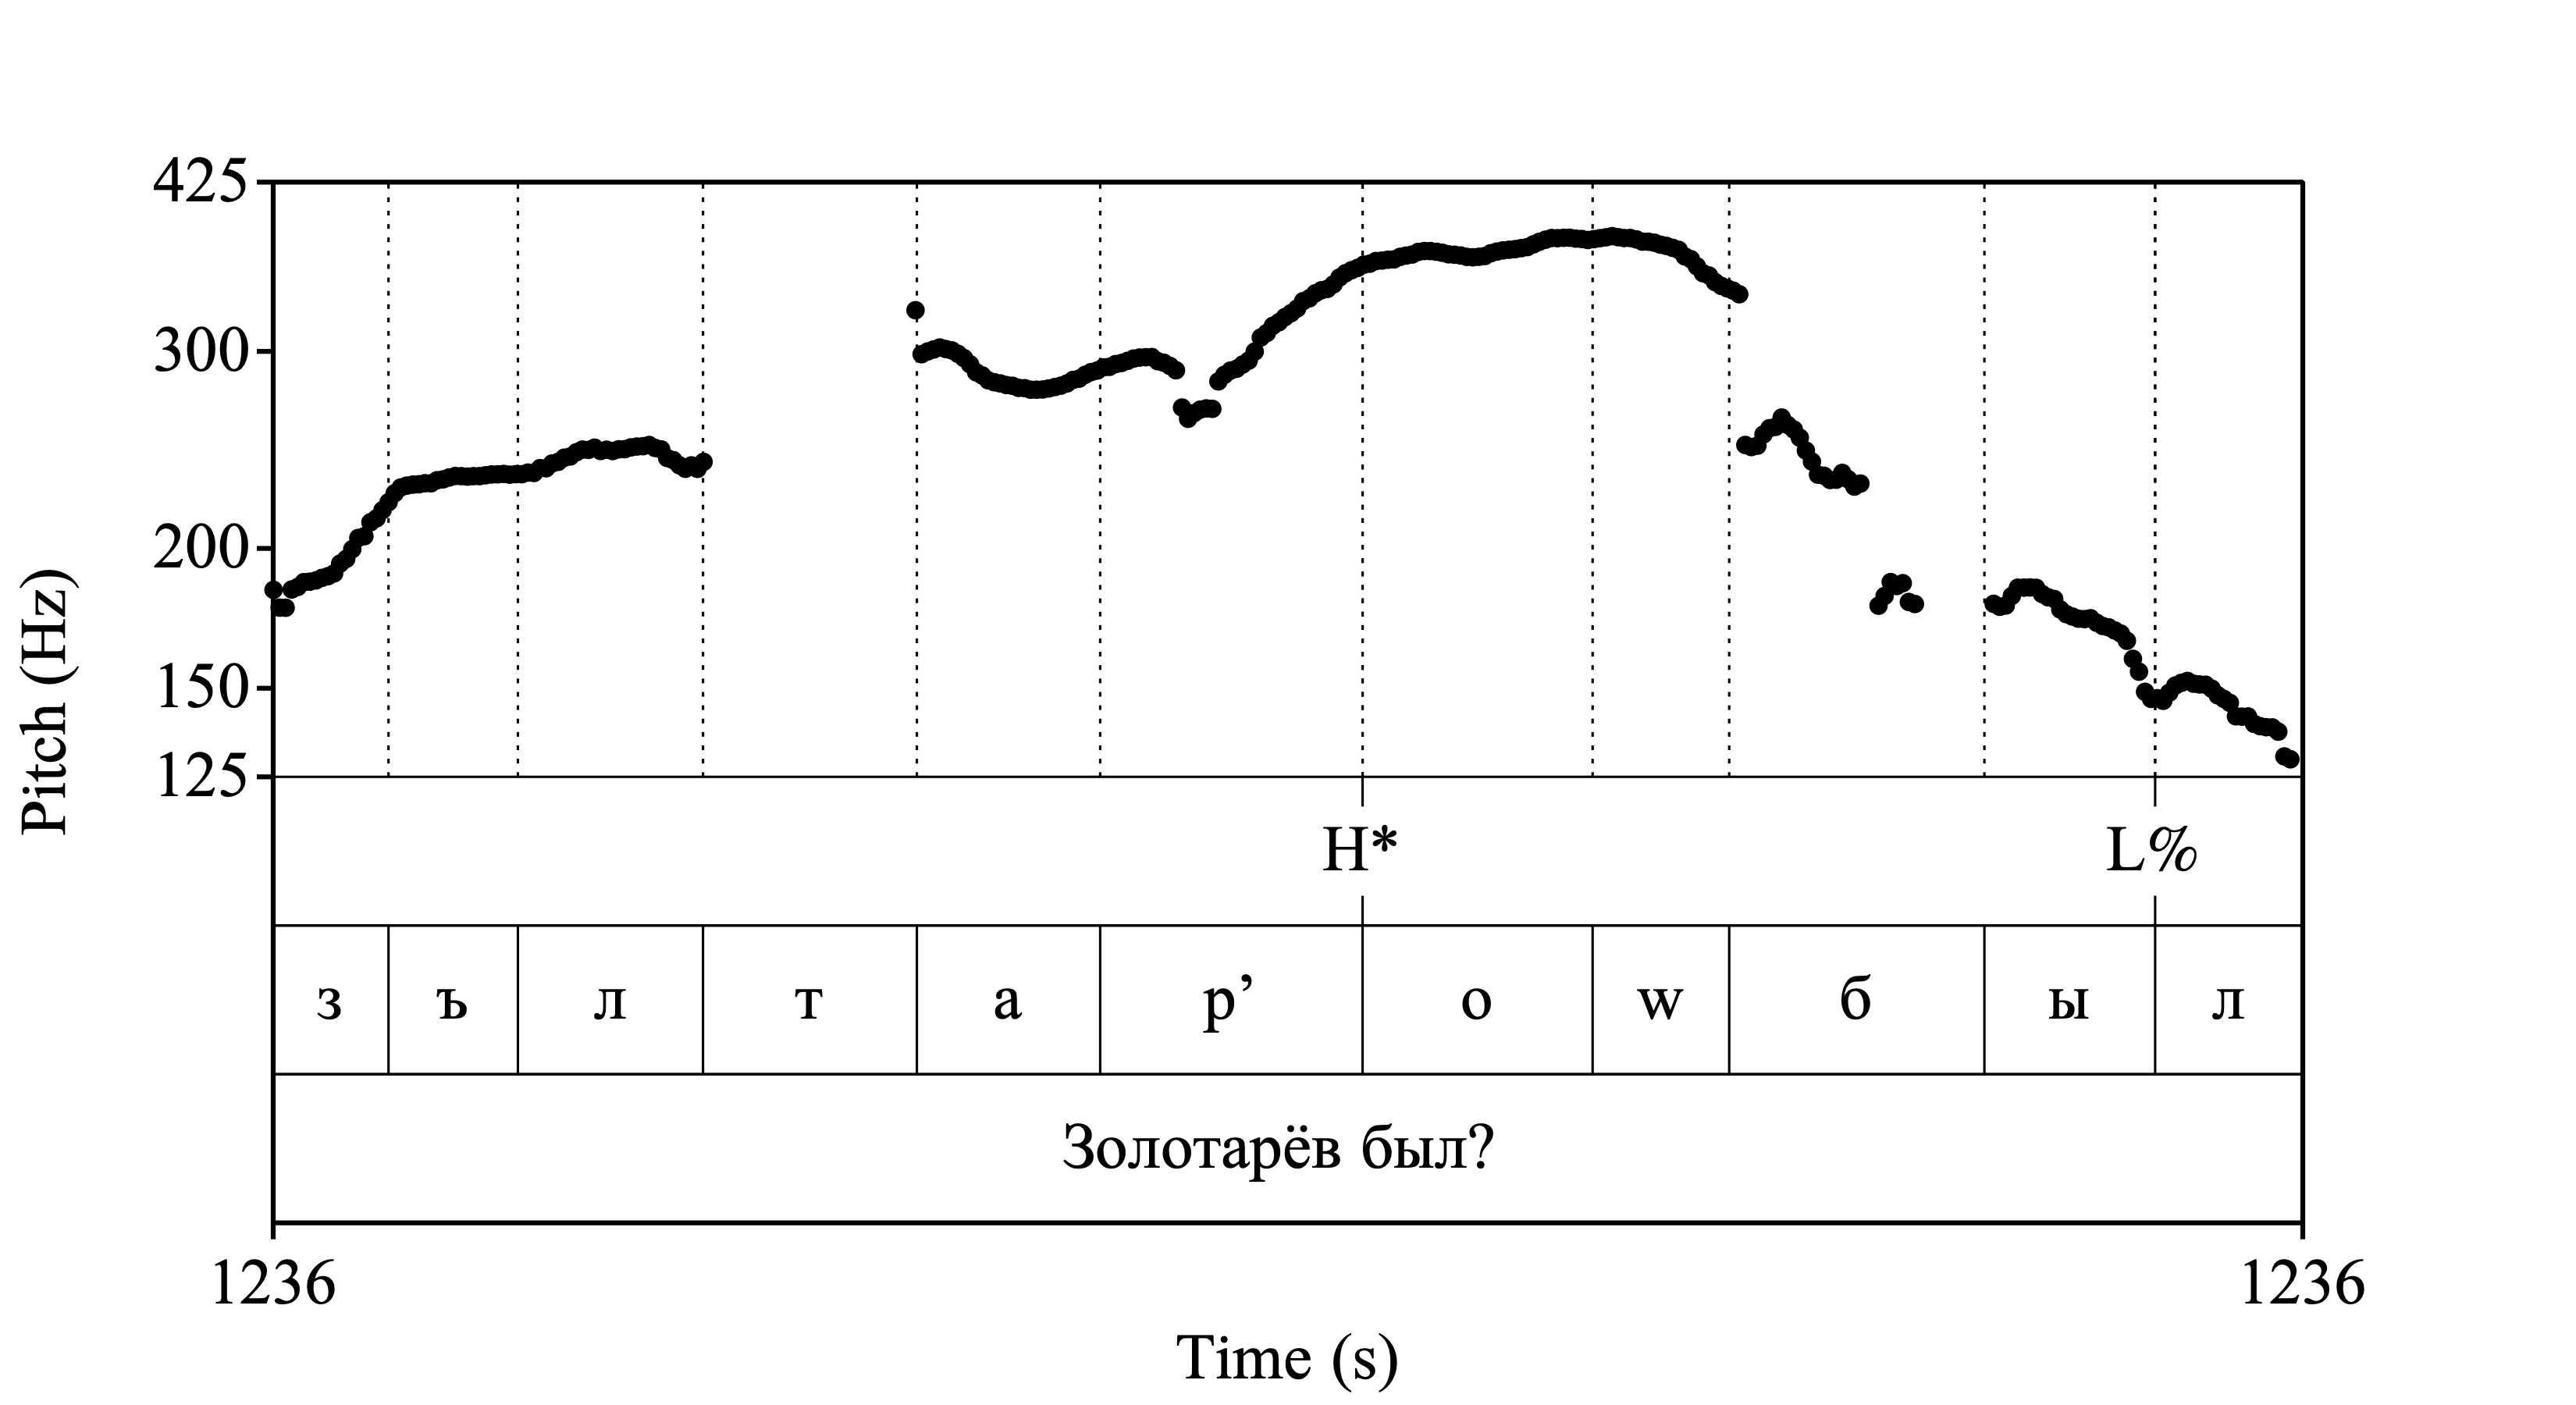 425
300
200
150
125
Pitch (Hz)
H* L%
з ъ л т а р’ о w б ы л
Золотарёв был?
1236 1236
Time (s)